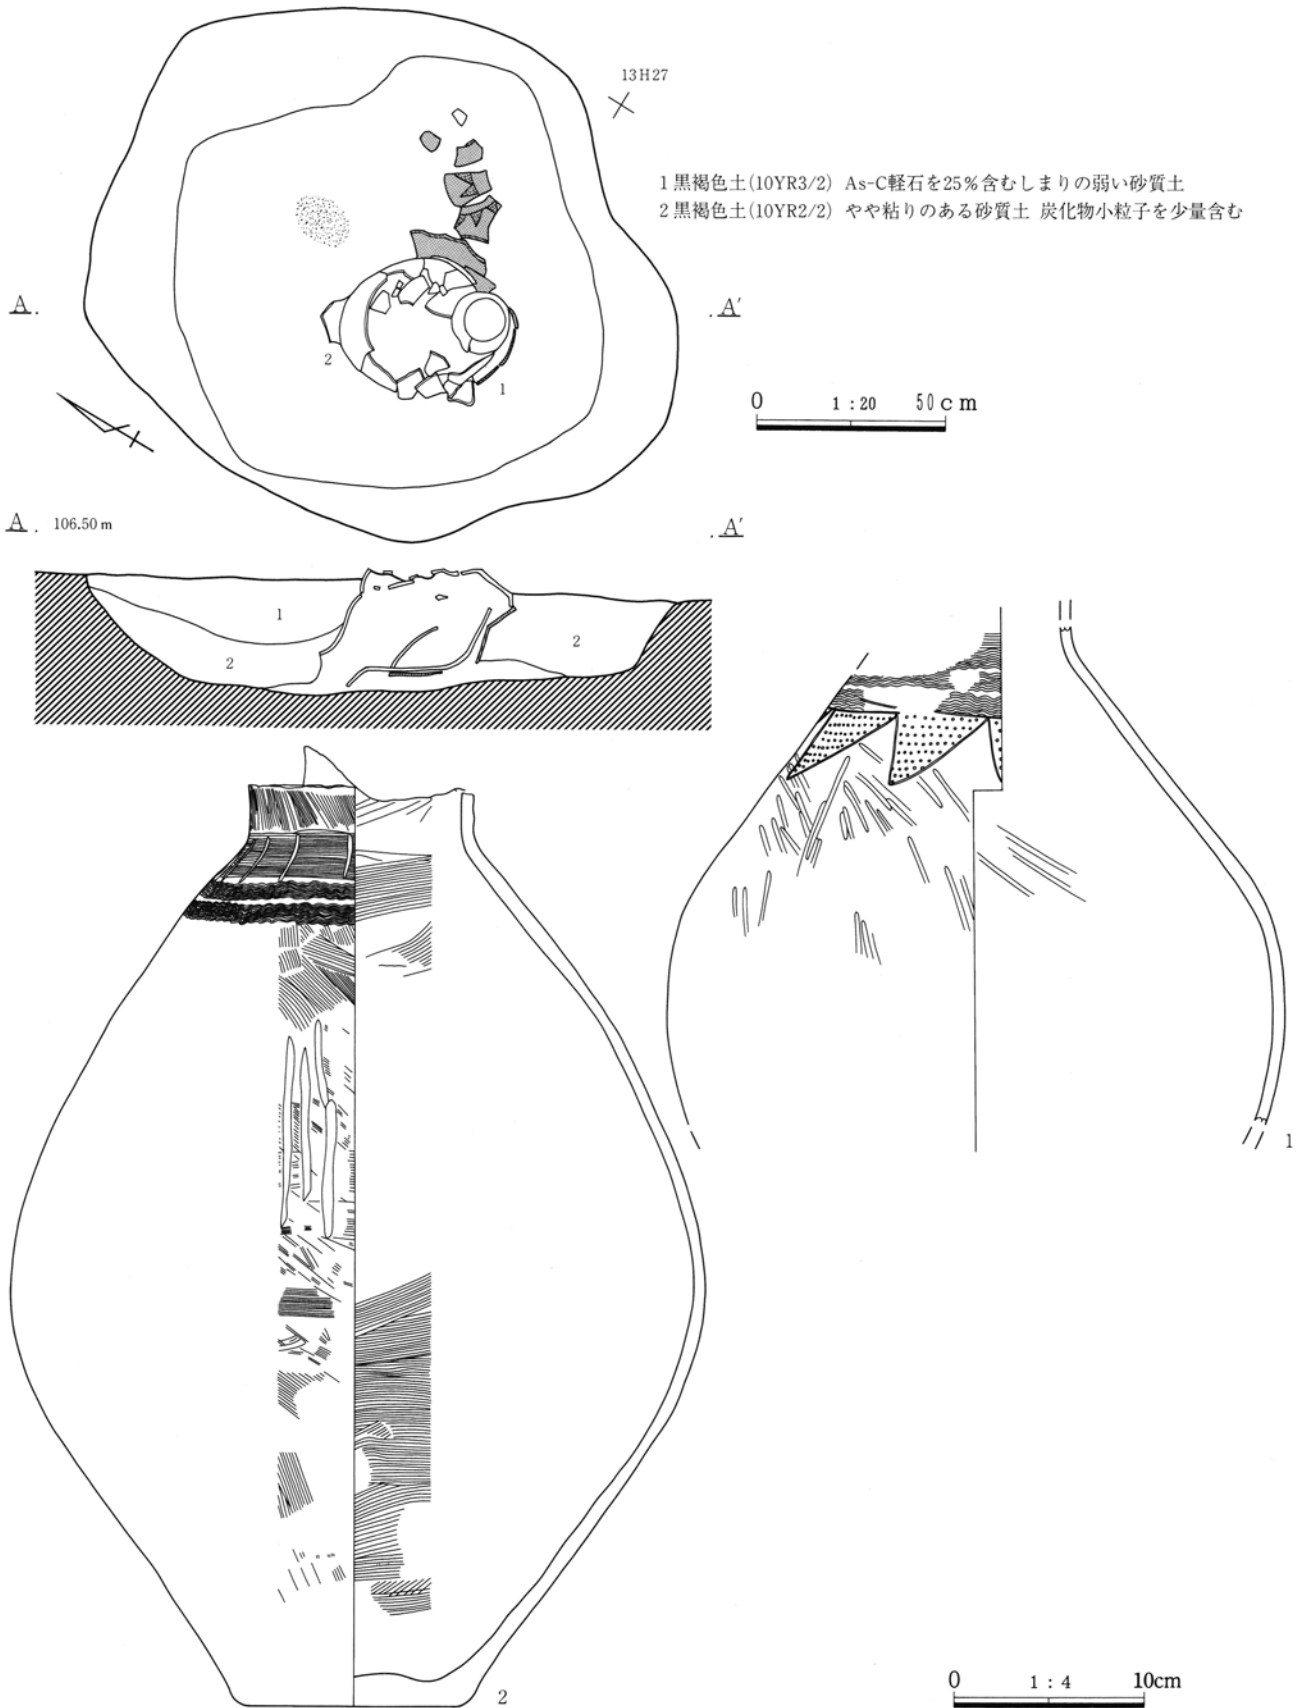 13H27
1 黒褐色土(10YR3/2) As-C軽石を25%含むしまりの弱い砂質土
2 黒褐色土(10YR2/2) やや粘りのある砂質土 炭化物小粒子を少量含む
A. .A′
2
1
0 1:20 50cm
A. 106.50m .A′
1
2 2
1
2
0 1:4 10cm